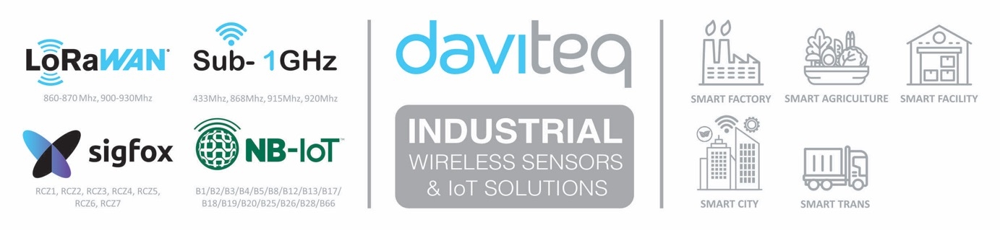 LoRaWAN®
860-870 Mhz, 900-930Mhz
Sub- 1GHz
433Mhz, 868Mhz, 915Mhz, 920Mhz
sigfox
RCZ1, RCZ2, RCZ3, RCZ4, RCZ5,
RCZ6, RCZ7
NB-IoT™
B1/B2/B3/B4/B5/B8/B12/B13/B17/
B18/B19/B20/B25/B26/B28/B66
daviteq
INDUSTRIAL
WIRELESS SENSORS
& IoT SOLUTIONS
SMART FACTORY
SMART AGRICULTURE
SMART FACILITY
SMART CITY
SMART TRANS